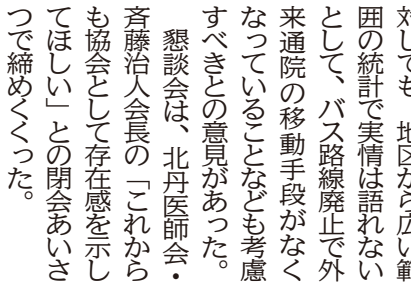 対しても、地区から広い範
囲の統計で実情は語れない
として、バス路線廃止で外
来通院の移動手段がなく
なっていることなども考慮
すべきとの意見があった。
　懇談会は、北丹医師会・
斉藤治人会長の「これから
も協会として存在感を示し
てほしい」との閉会あいさ
つで締めくくった。